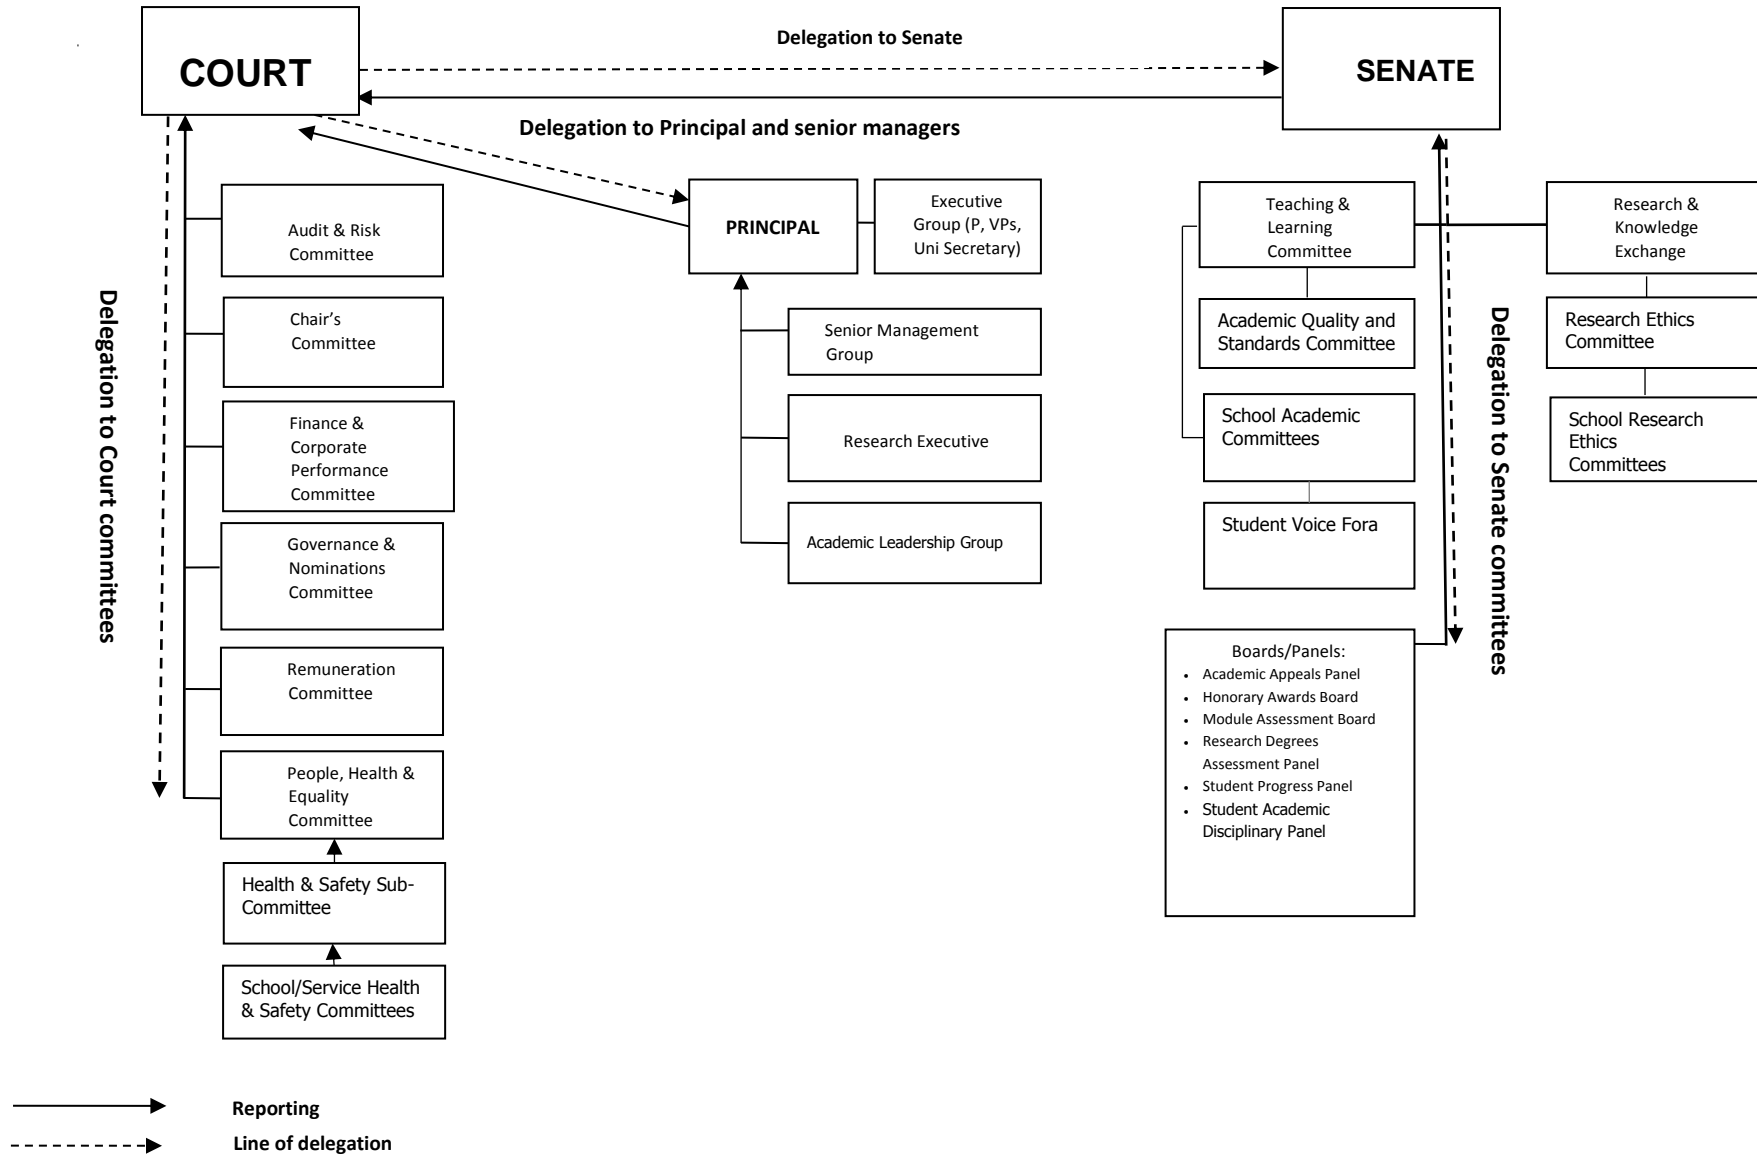 Delegation to Senate
COURT
SENATE
Delegation to Principal and senior managers
Delegation to Court committees
Audit & Risk
Committee
Chair’s
Committee
Finance &
Corporate
Performance
Committee
Governance &
Nominations
Committee
Remuneration
Committee
People, Health &
Equality
Committee
Health & Safety Sub-
Committee
School/Service Health
& Safety Committees
PRINCIPAL
Executive
Group (P, VPs,
Uni Secretary)
Senior Management
Group
Research Executive
Academic Leadership Group
Teaching &
Learning
Committee
Academic Quality and
Standards Committee
School Academic
Committees
Student Voice Fora
Boards/Panels:
• Academic Appeals Panel
• Honorary Awards Board
• Module Assessment Board
• Research Degrees
Assessment Panel
• Student Progress Panel
• Student Academic
Disciplinary Panel
Delegation to Senate committees
Research &
Knowledge
Exchange
Research Ethics
Committee
School Research
Ethics
Committees
Reporting
Line of delegation